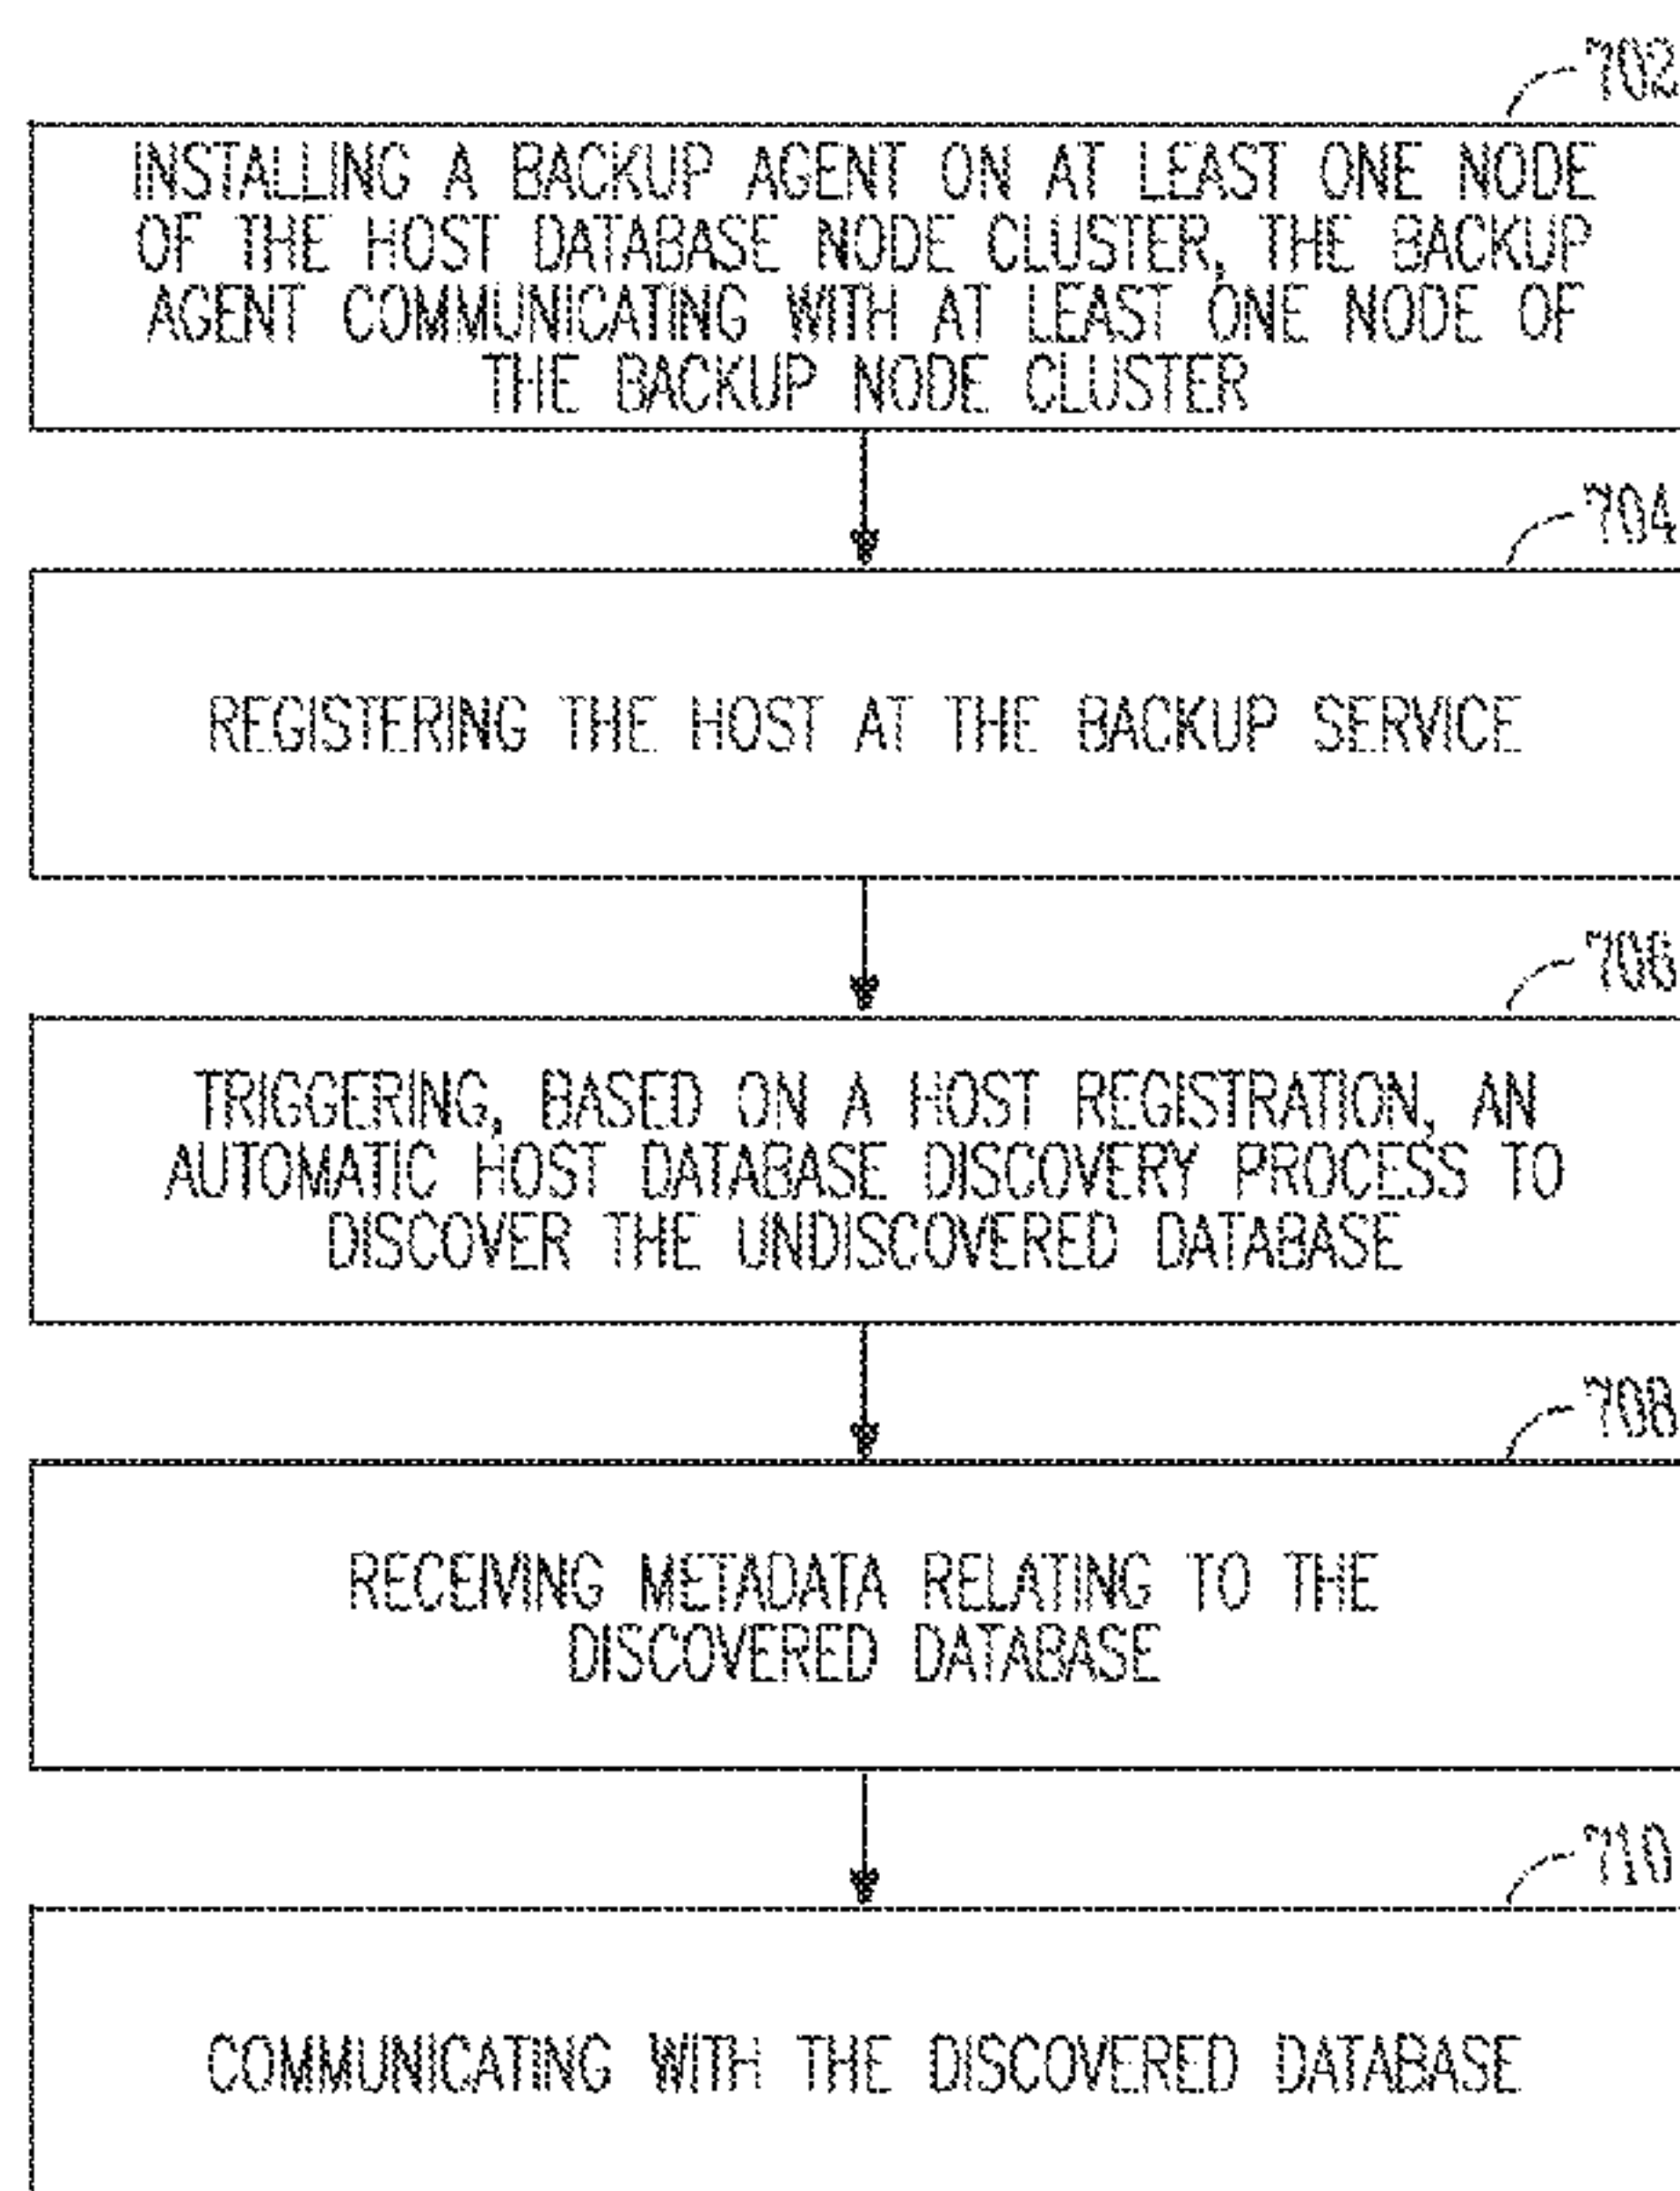 702
INSTALLING A BACKUP AGENT ON AT LEAST ONE NODE
OF THE HOST DATABASE NODE CLUSTER, THE BACKUP
AGENT COMMUNICATING WITH AT LEAST ONE NODE OF
THE BACKUP NODE CLUSTER
704
REGISTERING THE HOST AT THE BACKUP SERVICE
706
TRIGGERING, BASED ON A HOST REGISTRATION, AN
AUTOMATIC HOST DATABASE DISCOVERY PROCESS TO
DISCOVER THE UNDISCOVERED DATABASE
708
RECEIVING METADATA RELATING TO THE
DISCOVERED DATABASE
710
COMMUNICATING WITH THE DISCOVERED DATABASE